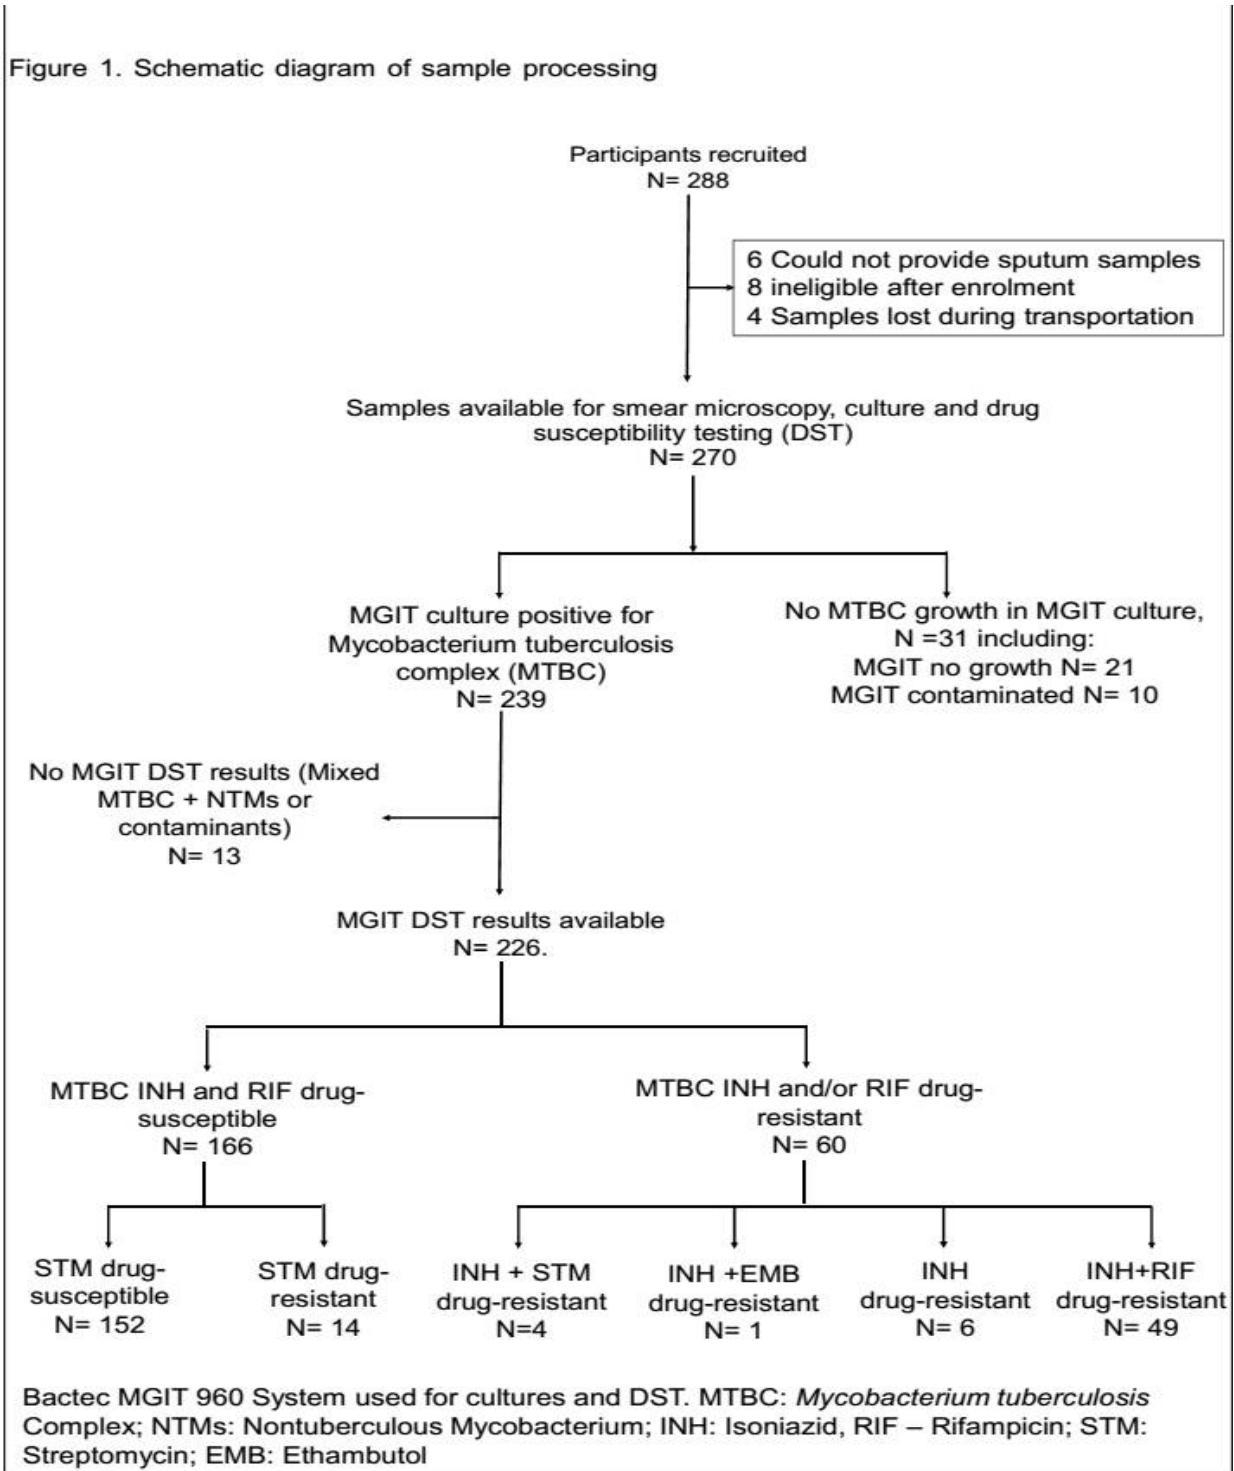 Figure 1. Schematic diagram of sample processing
Participants recruited
N= 288
6 Could not provide sputum samples
8 ineligible after enrolment
4 Samples lost during transportation
Samples available for smear microscopy, culture and drug
susceptibility testing (DST)
N= 270
MGIT culture positive for
Mycobacterium tuberculosis
complex (MTBC)
N= 239
No MTBC growth in MGIT culture,
N =31 including:
MGIT no growth N= 21
MGIT contaminated N= 10
No MGIT DST results (Mixed
MTBC + NTMs or
contaminants)
N= 13
MGIT DST results available
N= 226.
MTBC INH and RIF drug-
susceptible
N= 166
MTBC INH and/or RIF drug-
resistant
N= 60
STM drug-
susceptible
N= 152
STM drug-
resistant
N= 14
INH + STM
drug-resistant
N=4
INH +EMB
drug-resistant
N= 1
INH
drug-resistant
N= 6
INH+RIF
drug-resistant
N= 49
Bactec MGIT 960 System used for cultures and DST. MTBC: Mycobacterium tuberculosis
Complex; NTMs: Nontuberculous Mycobacterium; INH: Isoniazid, RIF – Rifampicin; STM:
Streptomycin; EMB: Ethambutol